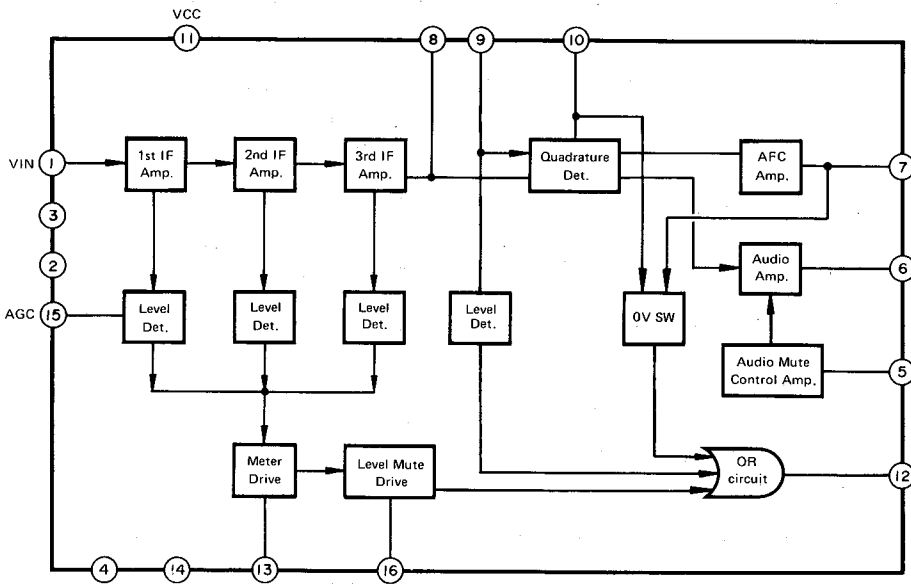 VCC
11
8
9
10
VIN
1
1st IF
Amp.
2nd IF
Amp.
3rd IF
Amp.
Quadrature
Det.
AFC
Amp.
7
3
2
Audio
Amp.
6
AGC
15
Level
Det.
Level
Det.
Level
Det.
Level
Det.
0V SW
Audio Mute
Control Amp.
5
Meter
Drive
Level Mute
Drive
OR
circuit
12
4
14
13
16